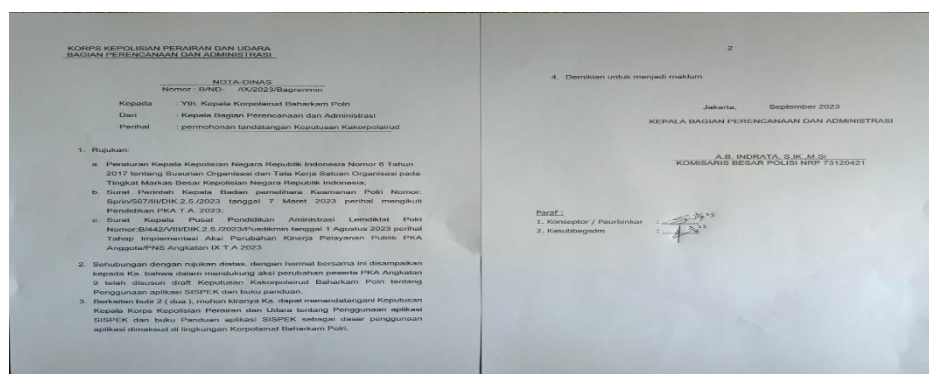 KORPS KEPOLISIAN PERAIRAN DAN UDARA
BAGIAN PERENCANAAN DAN ADMINISTRASI
NOTA-DINAS
Nomor : B/ND- /IX/2023/Bagrenmin
Kepada : Yth. Kepala Korpolairud Baharkam Polri
Dari : Kepala Bagian Perencanaan dan Administrasi
Perihal : permohonan tandatangan Keputusan Kakorpolairud
1. Rujukan:
a. Peraturan Kepala Kepolisian Negara Republik Indonesia Nomor 6 Tahun
2017 tentang Susunan Organisasi dan Tata Kerja Satuan Organisasi pada
Tingkat Markas Besar Kepolisian Negara Republik Indonesia;
b. Surat Perintah Kepala Badan pemelihara Keamanan Polri Nomor:
Sprin/567/III/DIK.2.5./2023 tanggal 7 Maret 2023 perihal mengikuti
Pendidikan PKA T.A. 2023;
c. Surat Kepala Pusat Pendidikan Aministrasi Lemdiklat Polri
Nomor:B/442/VIII/DIK.2.5./2023/Pusdikmin tanggal 1 Agustus 2023 perihal
Tahap Implementasi Aksi Perubahan Kinerja Pelayanan Publik PKA
Anggota/PNS Angkatan IX T.A 2023
2. Sehubungan dengan rujukan diatas, dengan hormat bersama ini disampaikan
kepada Ka. bahwa dalam mendukung aksi perubahan peserta PKA Angkatan
9 telah disusun draft Keputusan Kakorpolairud Baharkam Polri tentang
Penggunaan aplikasi SISPEK dan buku panduan.
3. Berkaitan butir 2 ( dua ), mohon kiranya Ka. dapat menandatangani Keputusan
Kepala Korps Kepolisian Perairan dan Udara tentang Penggunaan aplikasi
SISPEK dan buku Panduan aplikasi SISPEK sebagai dasar penggunaan
aplikasi dimaksud di lingkungan Korpolairud Baharkam Polri.
2
4. Demikian untuk menjadi maklum
Jakarta, September 2023
KEPALA BAGIAN PERENCANAAN DAN ADMINISTRASI
A.B. INDRATA, S.IK.,M.SI
KOMISARIS BESAR POLISI NRP 73120421
Paraf :
1. Konseptor / Paurbinkar :
2. Kasubbagsdm :